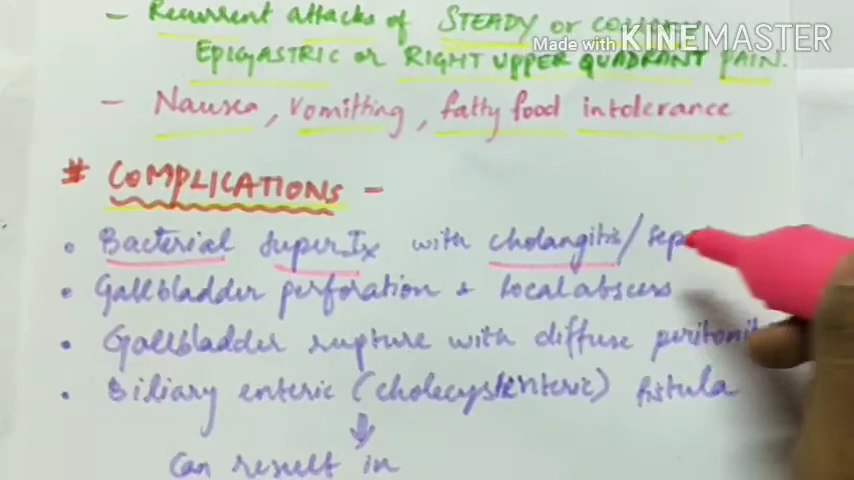 - Recurrent attacks of STEADY or
Made with KINEMASTER
EPIGASTRIC or RIGHT UPPER QUADRANT PAIN.
- Nausea, vomitting, fatty food intolerance
# COMPLICATIONS -
• Bacterial superIx with cholangitis/
• Gallbladder perforation & local abscess
• Gallbladder rupture with diffuse
• Biliary enteric (cholecystenteric) fistula
↓
Can result in